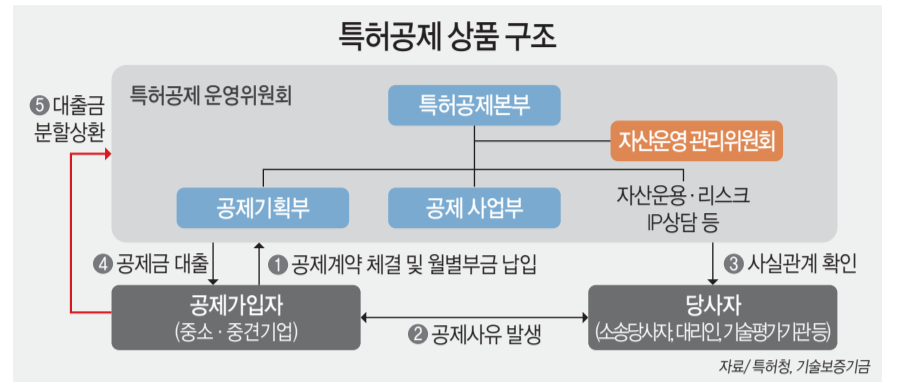 특허공제 상품 구조
특허공제 운영위원회
특허공제본부
자산운영 관리위원회
공제기획부
공제 사업부
자산운용·리스크
IP상담 등
❺ 대출금
분할상환
❹ 공제금 대출
❶ 공제계약 체결 및 월별부금 납입
❸ 사실관계 확인
공제가입자
(중소·중견기업)
❷ 공제사유 발생
당사자
(소송당사자, 대리인, 기술평가기관 등)
자료/ 특허청, 기술보증기금